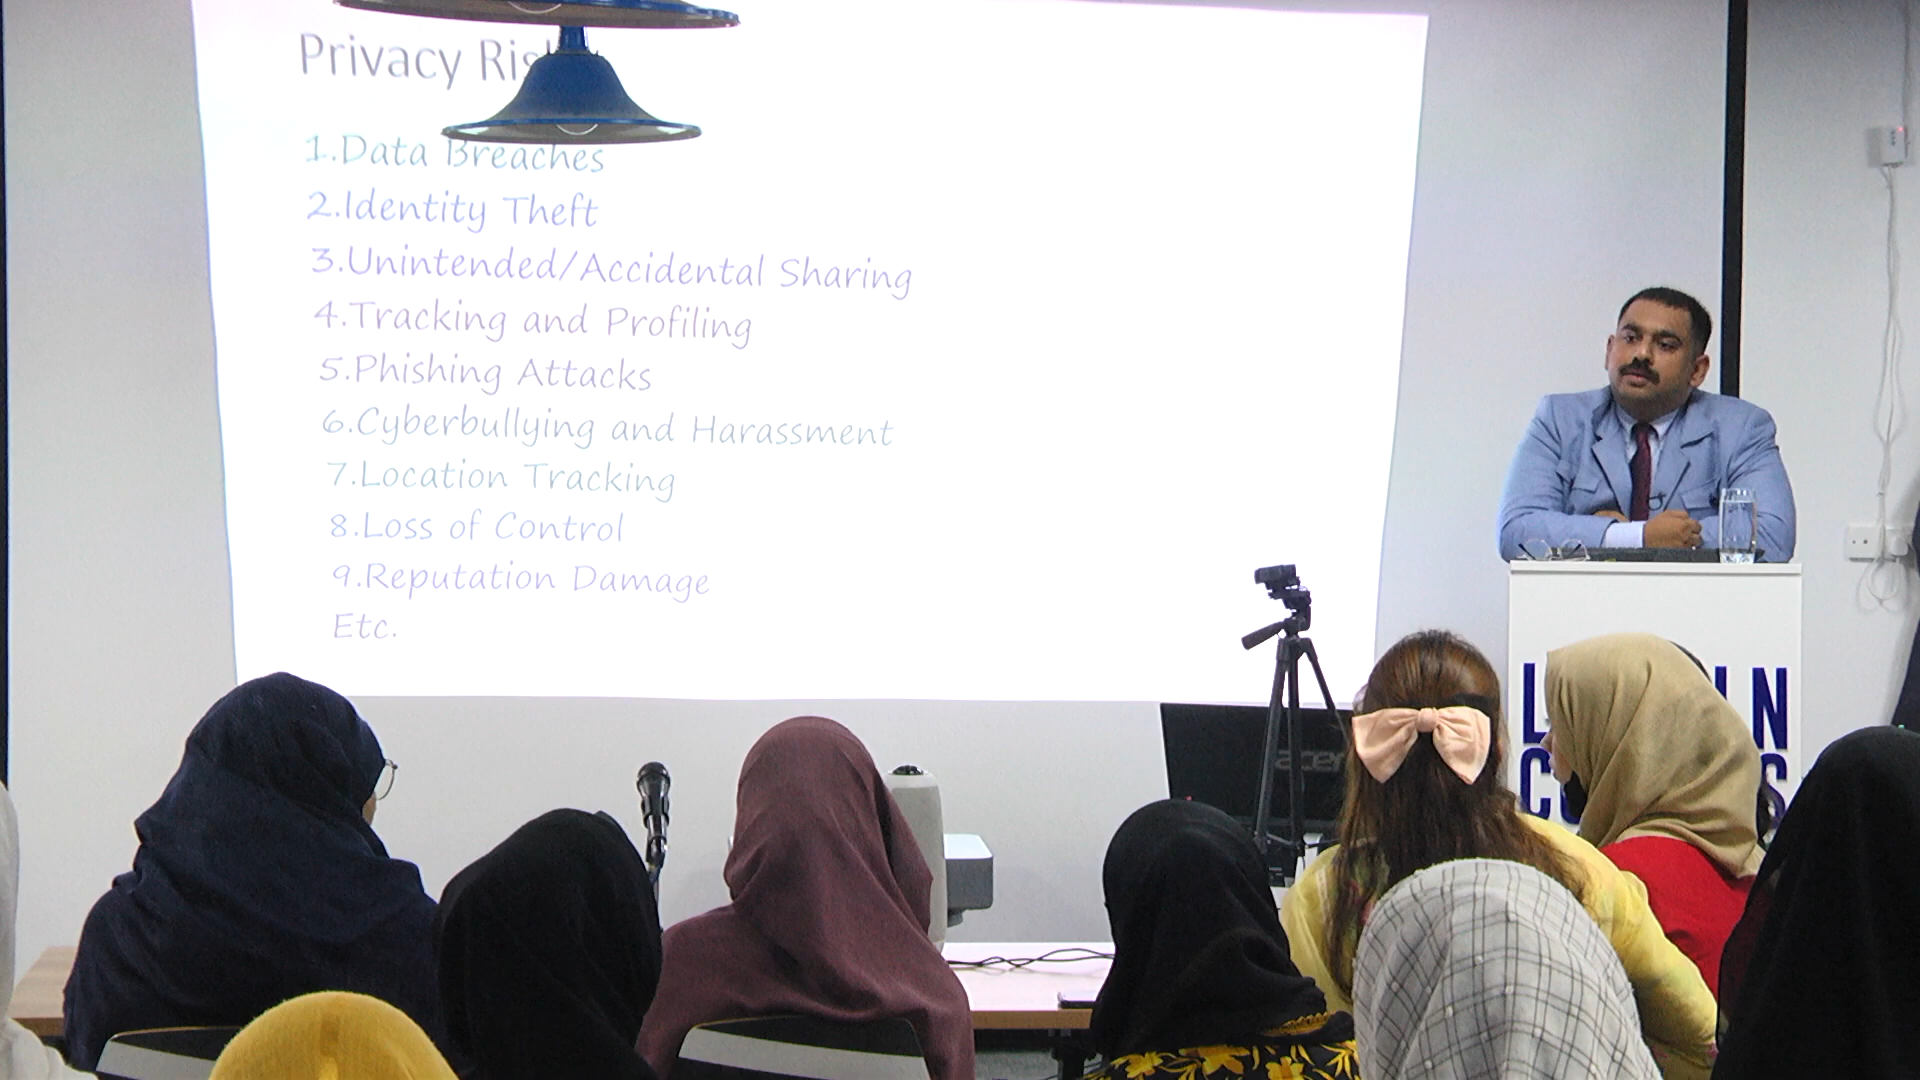 Privacy
1.Data Breaches
2.Identity Theft
3.Unintended/Accidental Sharing
4.Tracking and Profiling
5.Phishing Attacks
6.Cyberbullying and Harassment
7.Location Tracking
8.Loss of Control
9.Reputation Damage
Etc.
acer